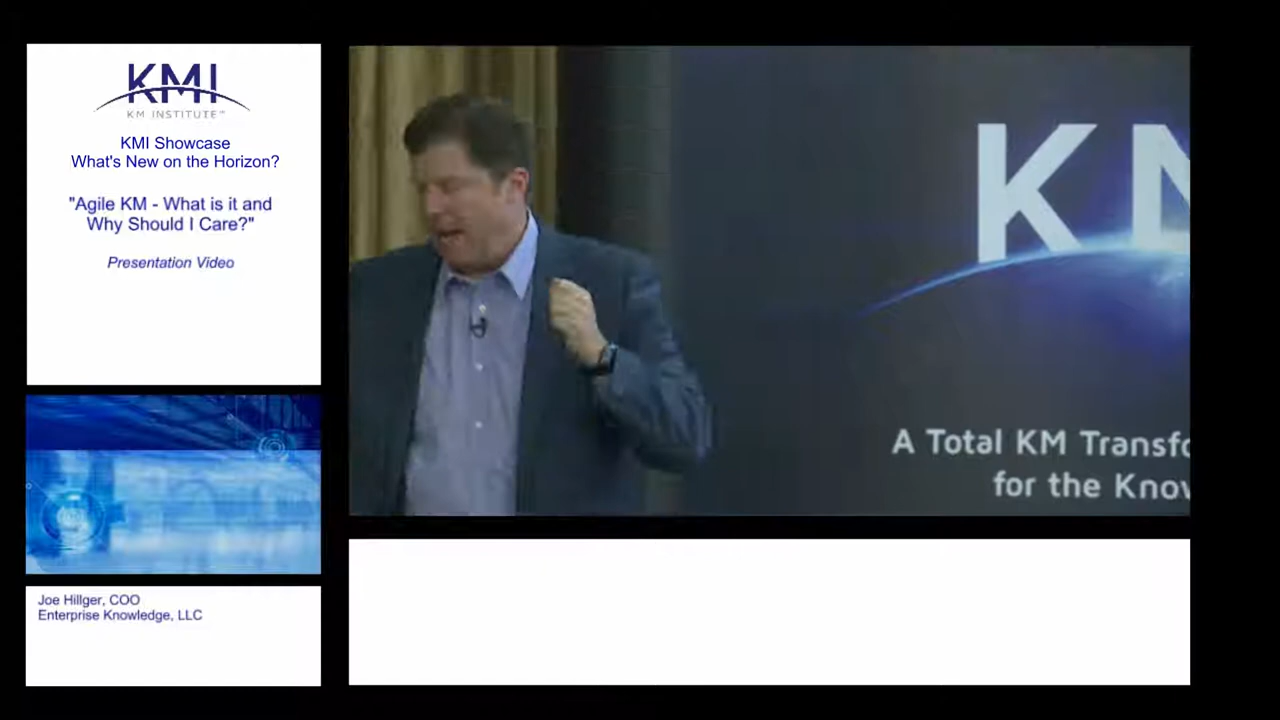 KMI
KM INSTITUTE™
KMI Showcase
What's New on the Horizon?
"Agile KM - What is it and
Why Should I Care?"
Presentation Video
Joe Hillger, COO
Enterprise Knowledge, LLC
KM
A Total KM Transfo
for the Know